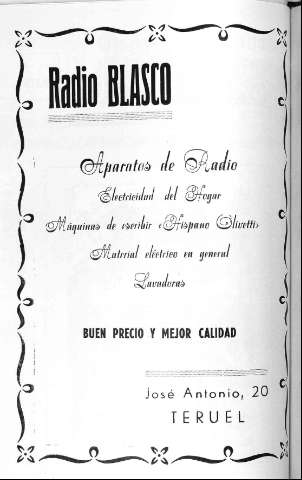 Radio BLASCO
Aparatos de Radio
Electricidad del Hogar
Máquinas de escribir «Hispano Olivetti»
Material eléctrico en general
Lavadoras
BUEN PRECIO Y MEJOR CALIDAD
José Antonio, 20
TERUEL